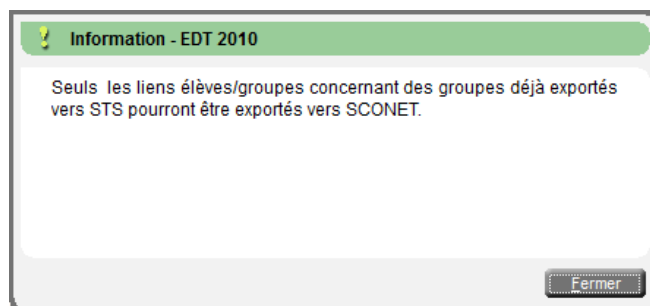 Information - EDT 2010
Seuls les liens élèves/groupes concernant des groupes déjà exportés
vers STS pourront être exportés vers SCONET.
Fermer